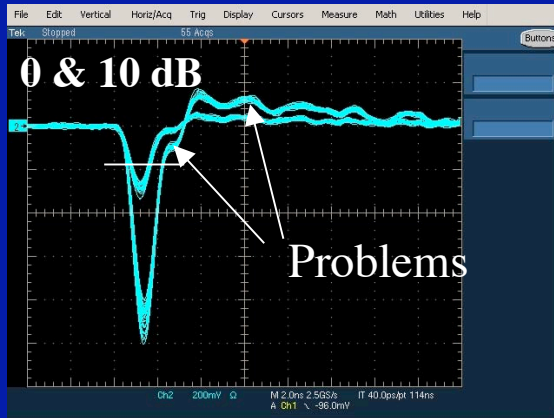 File Edit Vertical Horiz/Acq Trig Display Cursors Measure Math Utilities Help
Tek Stopped 55 Acqs
Buttons
0 & 10 dB
2
Problems
Ch2 200mV Ω M 2.0ns 2.5GS/s IT 40.0ps/pt 114ns
A Ch1 \ -96.0mV